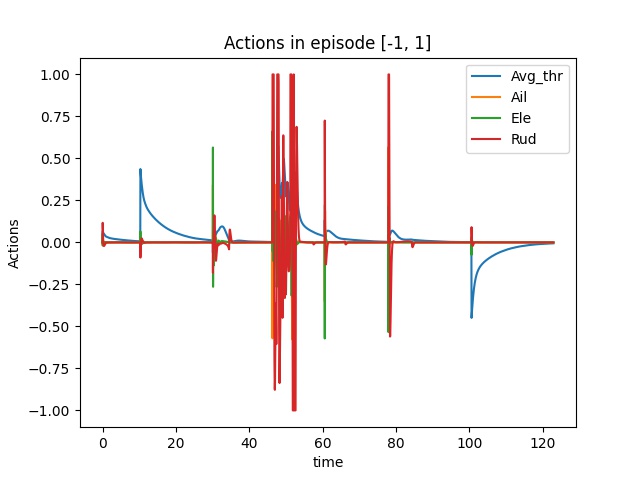 Actions in episode [-1, 1]
Avg_thr
Ail
Ele
Rud
1.00
0.75
0.50
0.25
0.00
−0.25
−0.50
−0.75
−1.00
Actions
0 20 40 60 80 100 120
time